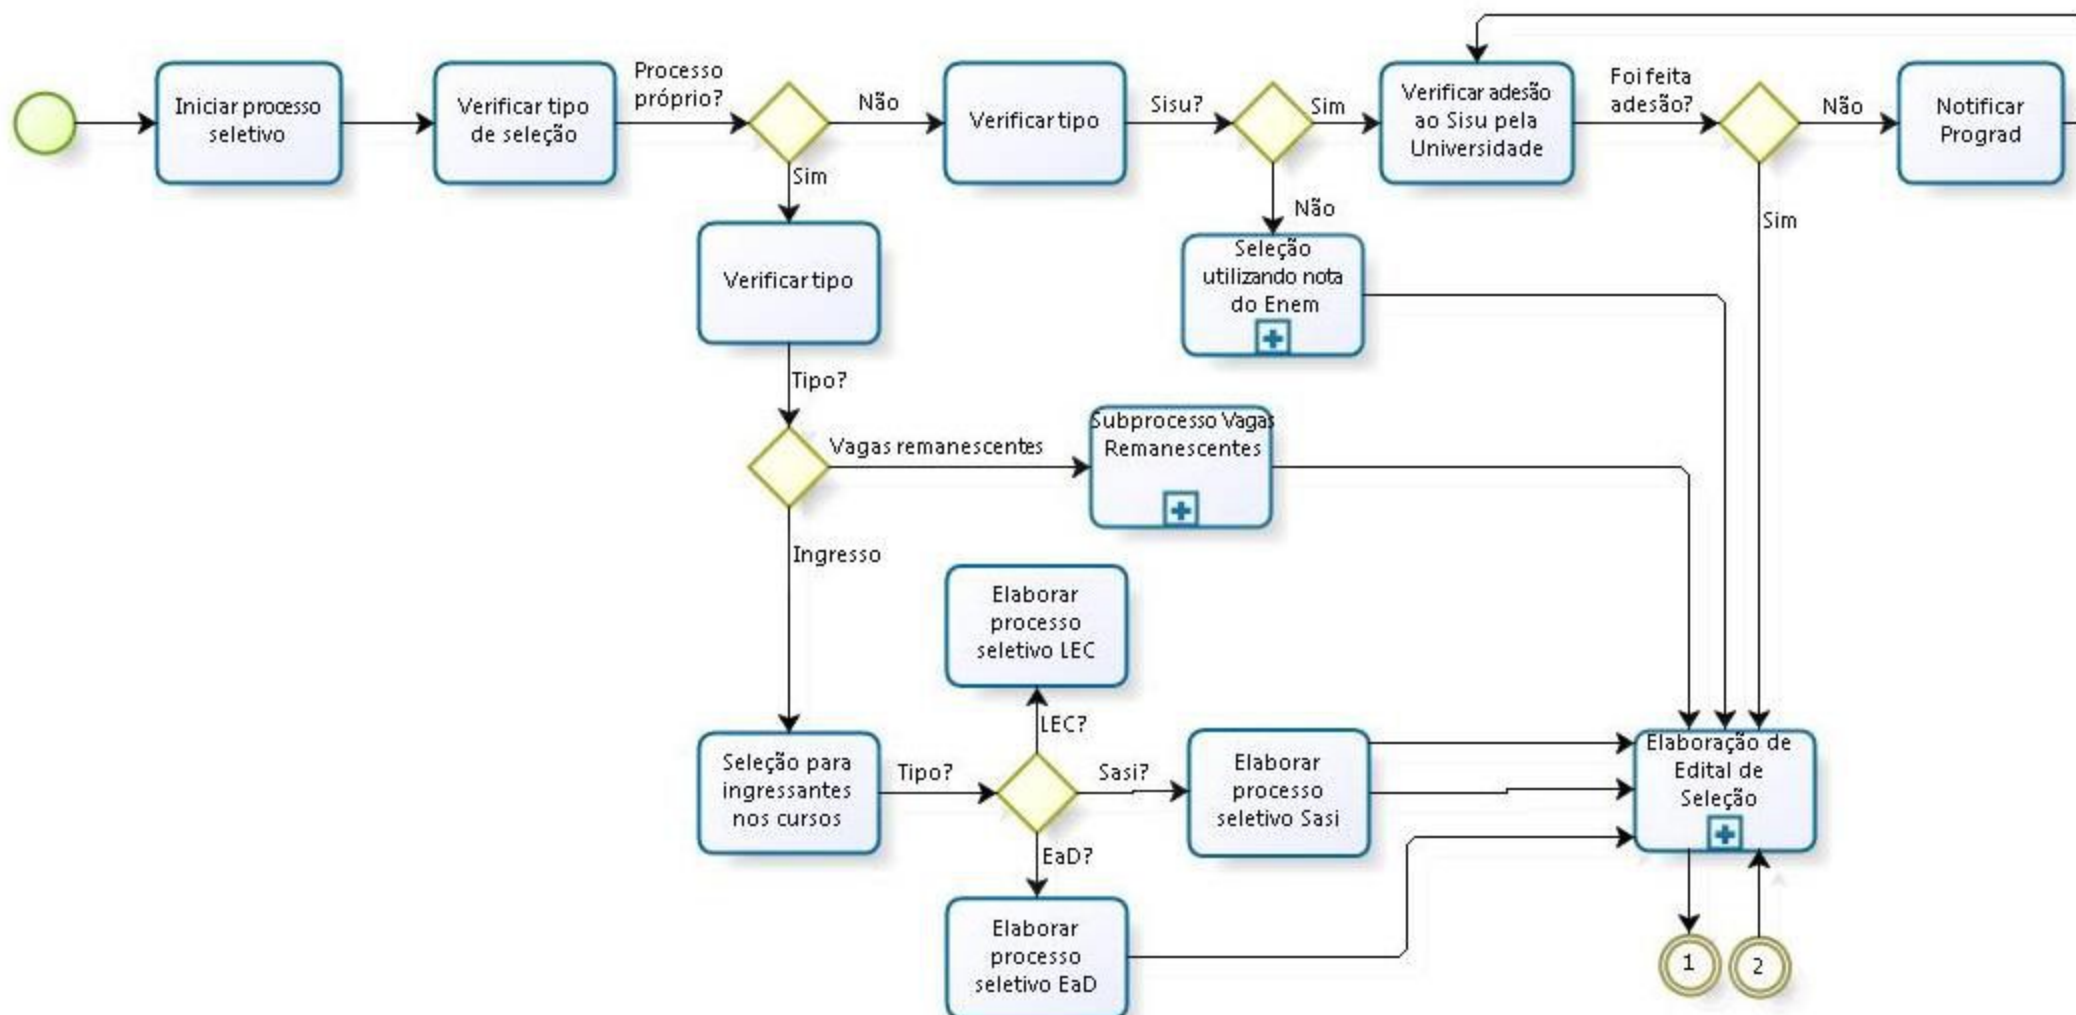 Iniciar processo
seletivo
Verificar tipo
de seleção
Processo
próprio?
Não
Verificar tipo
Sisu?
Sim
Verificar adesão
ao Sisu pela
Universidade
Foi feita
adesão?
Não
Notificar
Prograd
Sim
Verificar tipo
Não
Seleção
utilizando nota
do Enem
Sim
Tipo?
Vagas remanescentes
Subprocesso Vagas
Remanescentes
Ingresso
Elaborar
processo
seletivo LEC
LEC?
Seleção para
ingressantes
nos cursos
Tipo?
Sasi?
Elaborar
processo
seletivo Sasi
Elaboração de
Edital de
Seleção
EaD?
Elaborar
processo
seletivo EaD
1
2